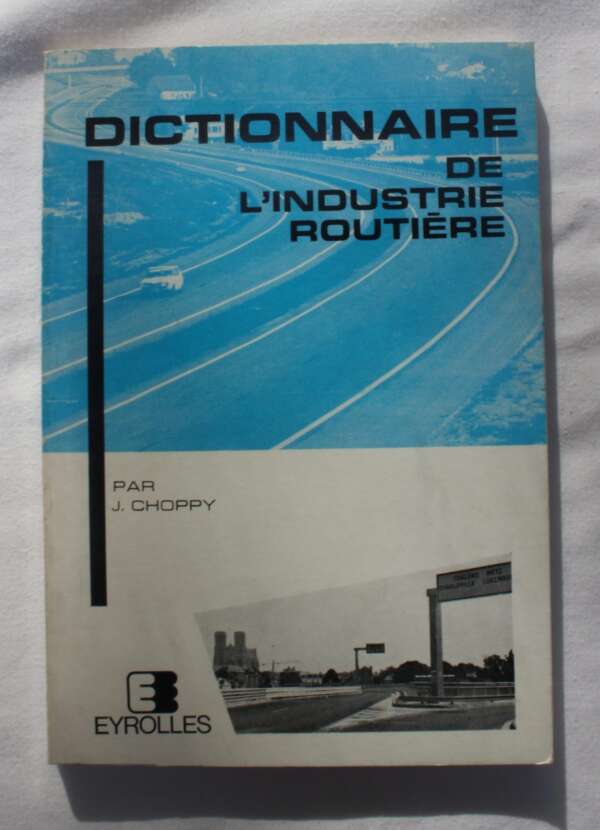 DICTIONNAIRE
DE
L'INDUSTRIE
ROUTIÈRE
PAR
J. CHOPPY
EYROLLES